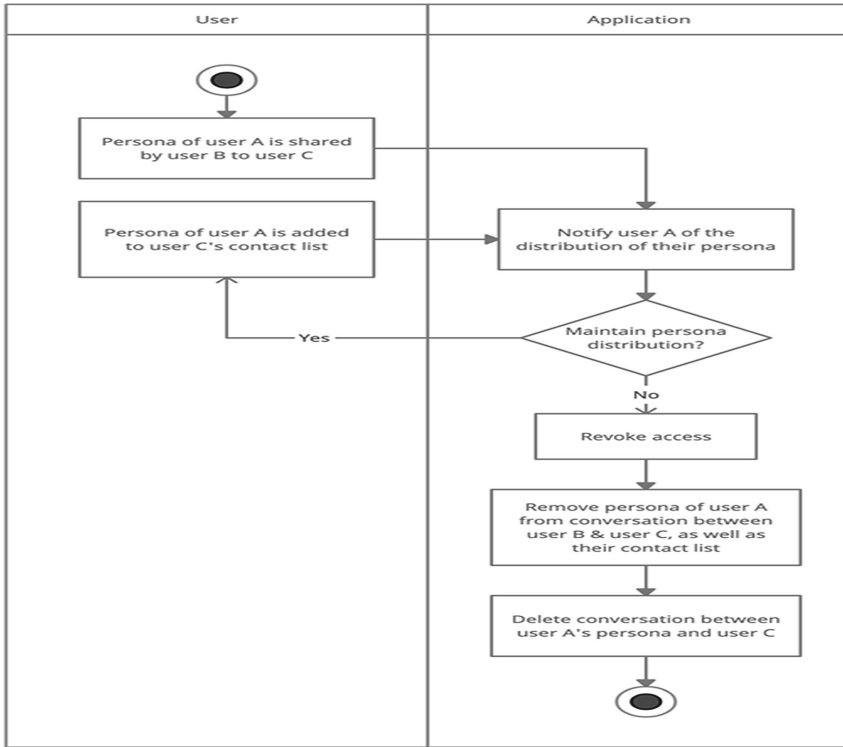 User
Application
Persona of user A is shared
by user B to user C
Persona of user A is added
to user C's contact list
Notify user A of the
distribution of their persona
Maintain persona
distribution?
Yes
No
Revoke access
Remove persona of user A
from conversation between
user B & user C, as well as
their contact list
Delete conversation between
user A's persona and user C